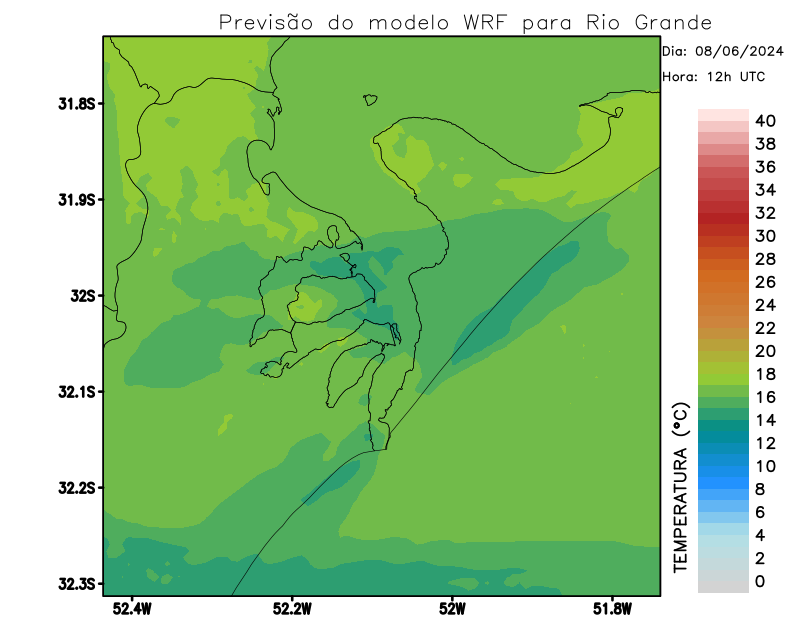 Previsão do modelo WRF para Rio Grande
Dia: 08/06/2024
Hora: 12h UTC
31.8S
31.9S
32S
32.1S
32.2S
32.3S
52.4W
52.2W
52W
51.8W
TEMPERATURA (°C)
40
38
36
34
32
30
28
26
24
22
20
18
16
14
12
10
8
6
4
2
0